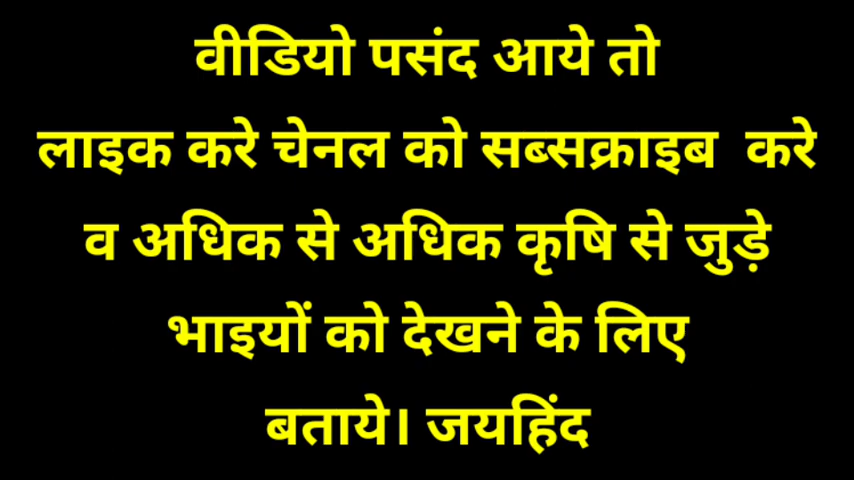 वीडियो पसंद आये तो
लाइक करे चेनल को सब्सक्राइब करे
व अधिक से अधिक कृषि से जुड़े
भाइयों को देखने के लिए
बताये। जयहिंद